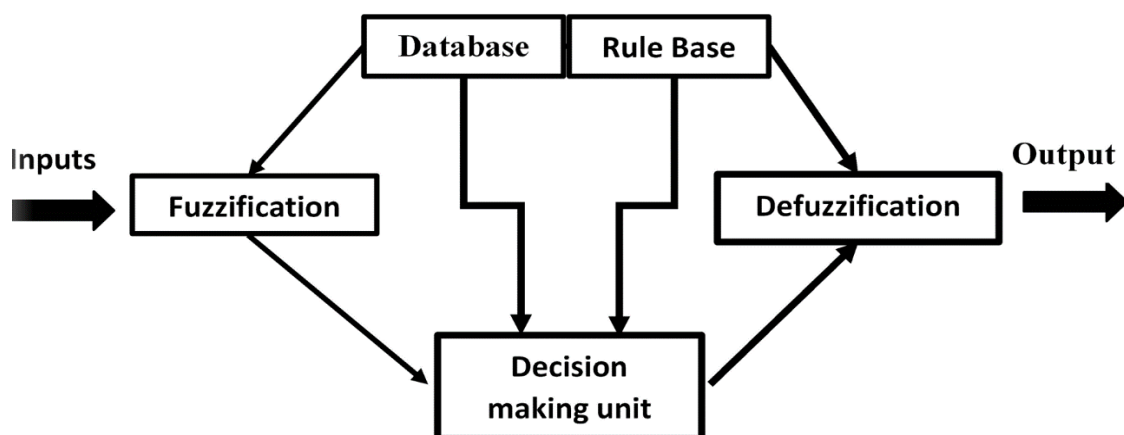 Database
Rule Base
Inputs
Output
Fuzzification
Defuzzification
Decision
making unit